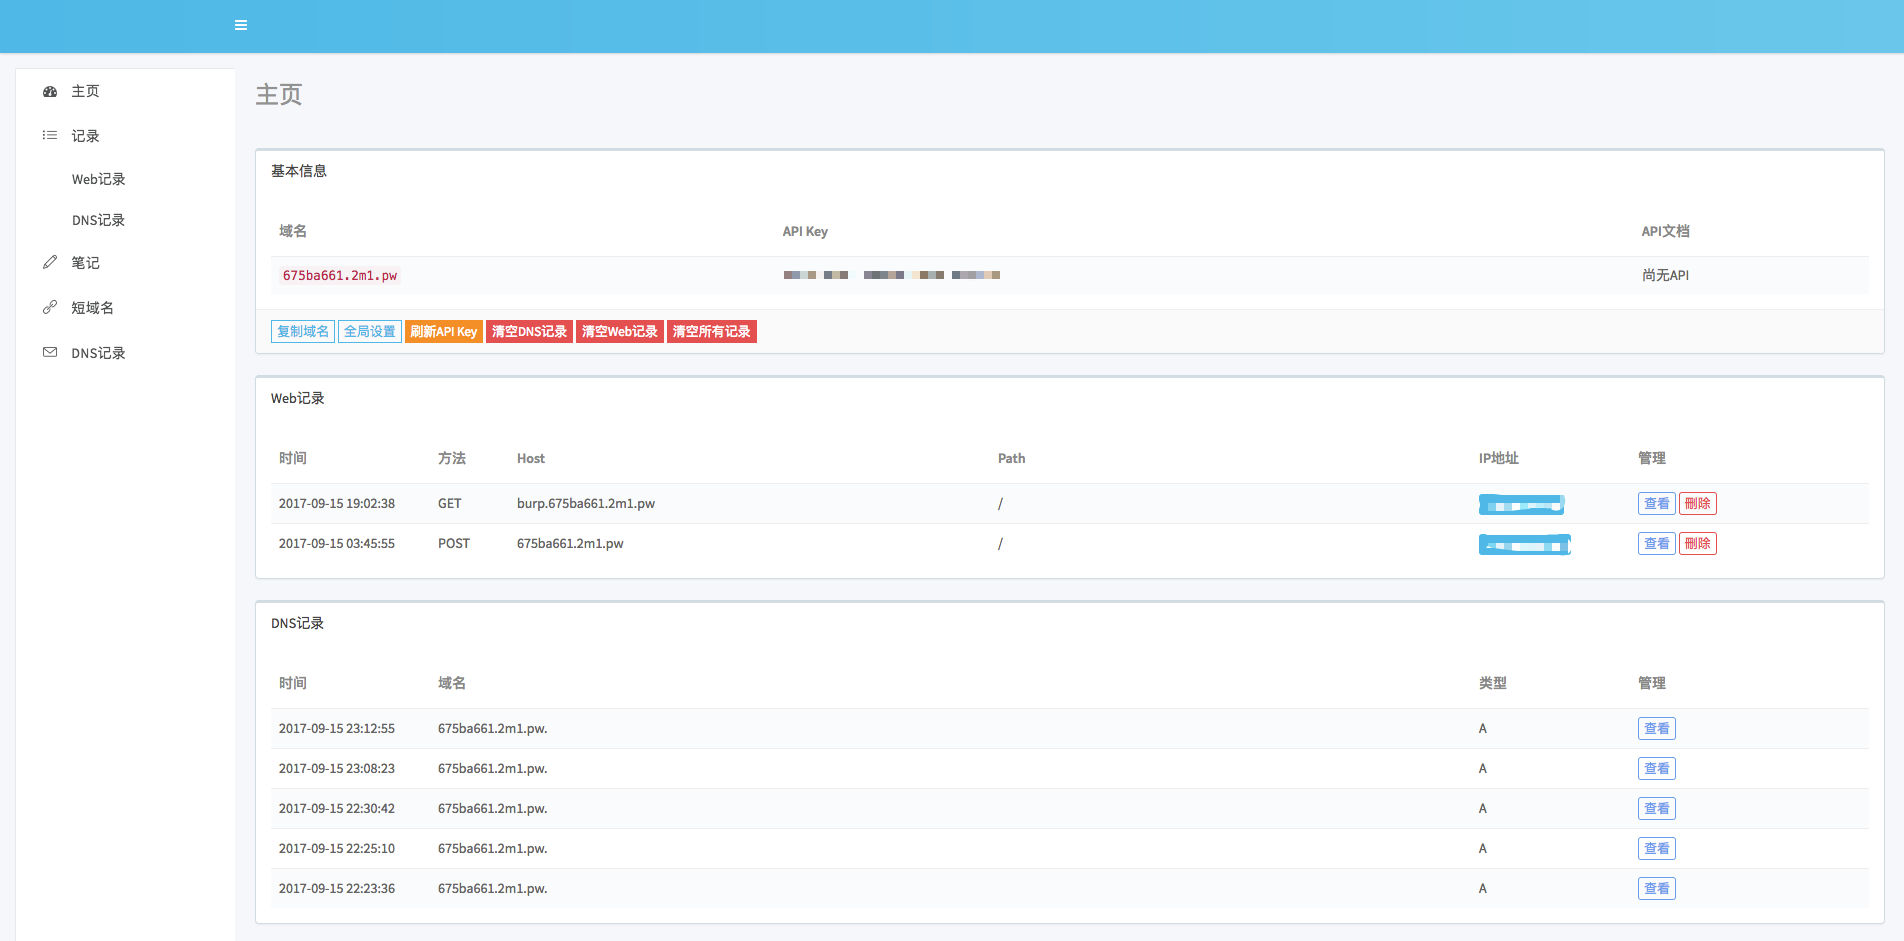 主页
记录
Web记录
DNS记录
笔记
短域名
DNS记录
主页
基本信息
域名 API Key API文档
675ba661.2m1.pw 尚无API
复制域名 全局设置 刷新API Key 清空DNS记录 清空Web记录 清空所有记录
Web记录
时间 方法 Host Path IP地址 管理
2017-09-15 19:02:38 GET burp.675ba661.2m1.pw / 查看 刪除
2017-09-15 03:45:55 POST 675ba661.2m1.pw / 查看 刪除
DNS记录
时间 域名 类型 管理
2017-09-15 23:12:55 675ba661.2m1.pw. A 查看
2017-09-15 23:08:23 675ba661.2m1.pw. A 查看
2017-09-15 22:30:42 675ba661.2m1.pw. A 查看
2017-09-15 22:25:10 675ba661.2m1.pw. A 查看
2017-09-15 22:23:36 675ba661.2m1.pw. A 查看